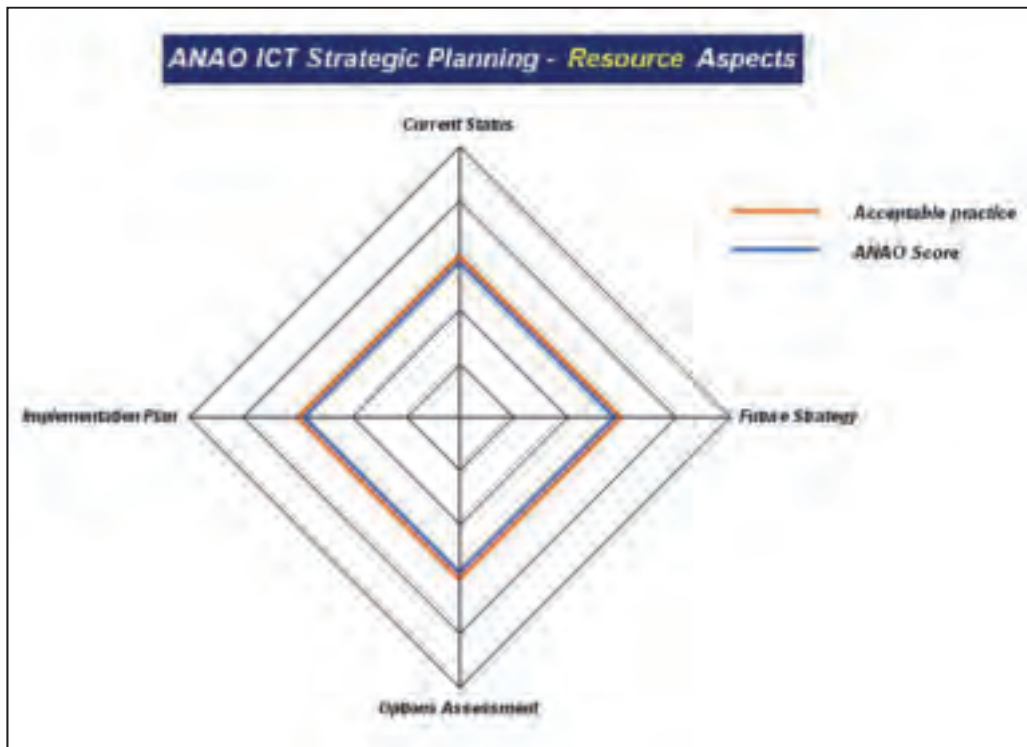 ANAO ICT Strategic Planning - Resource Aspects
Current Status
Acceptable practice
ANAO Score
Implementation Plan
Future Strategy
Options Assessment